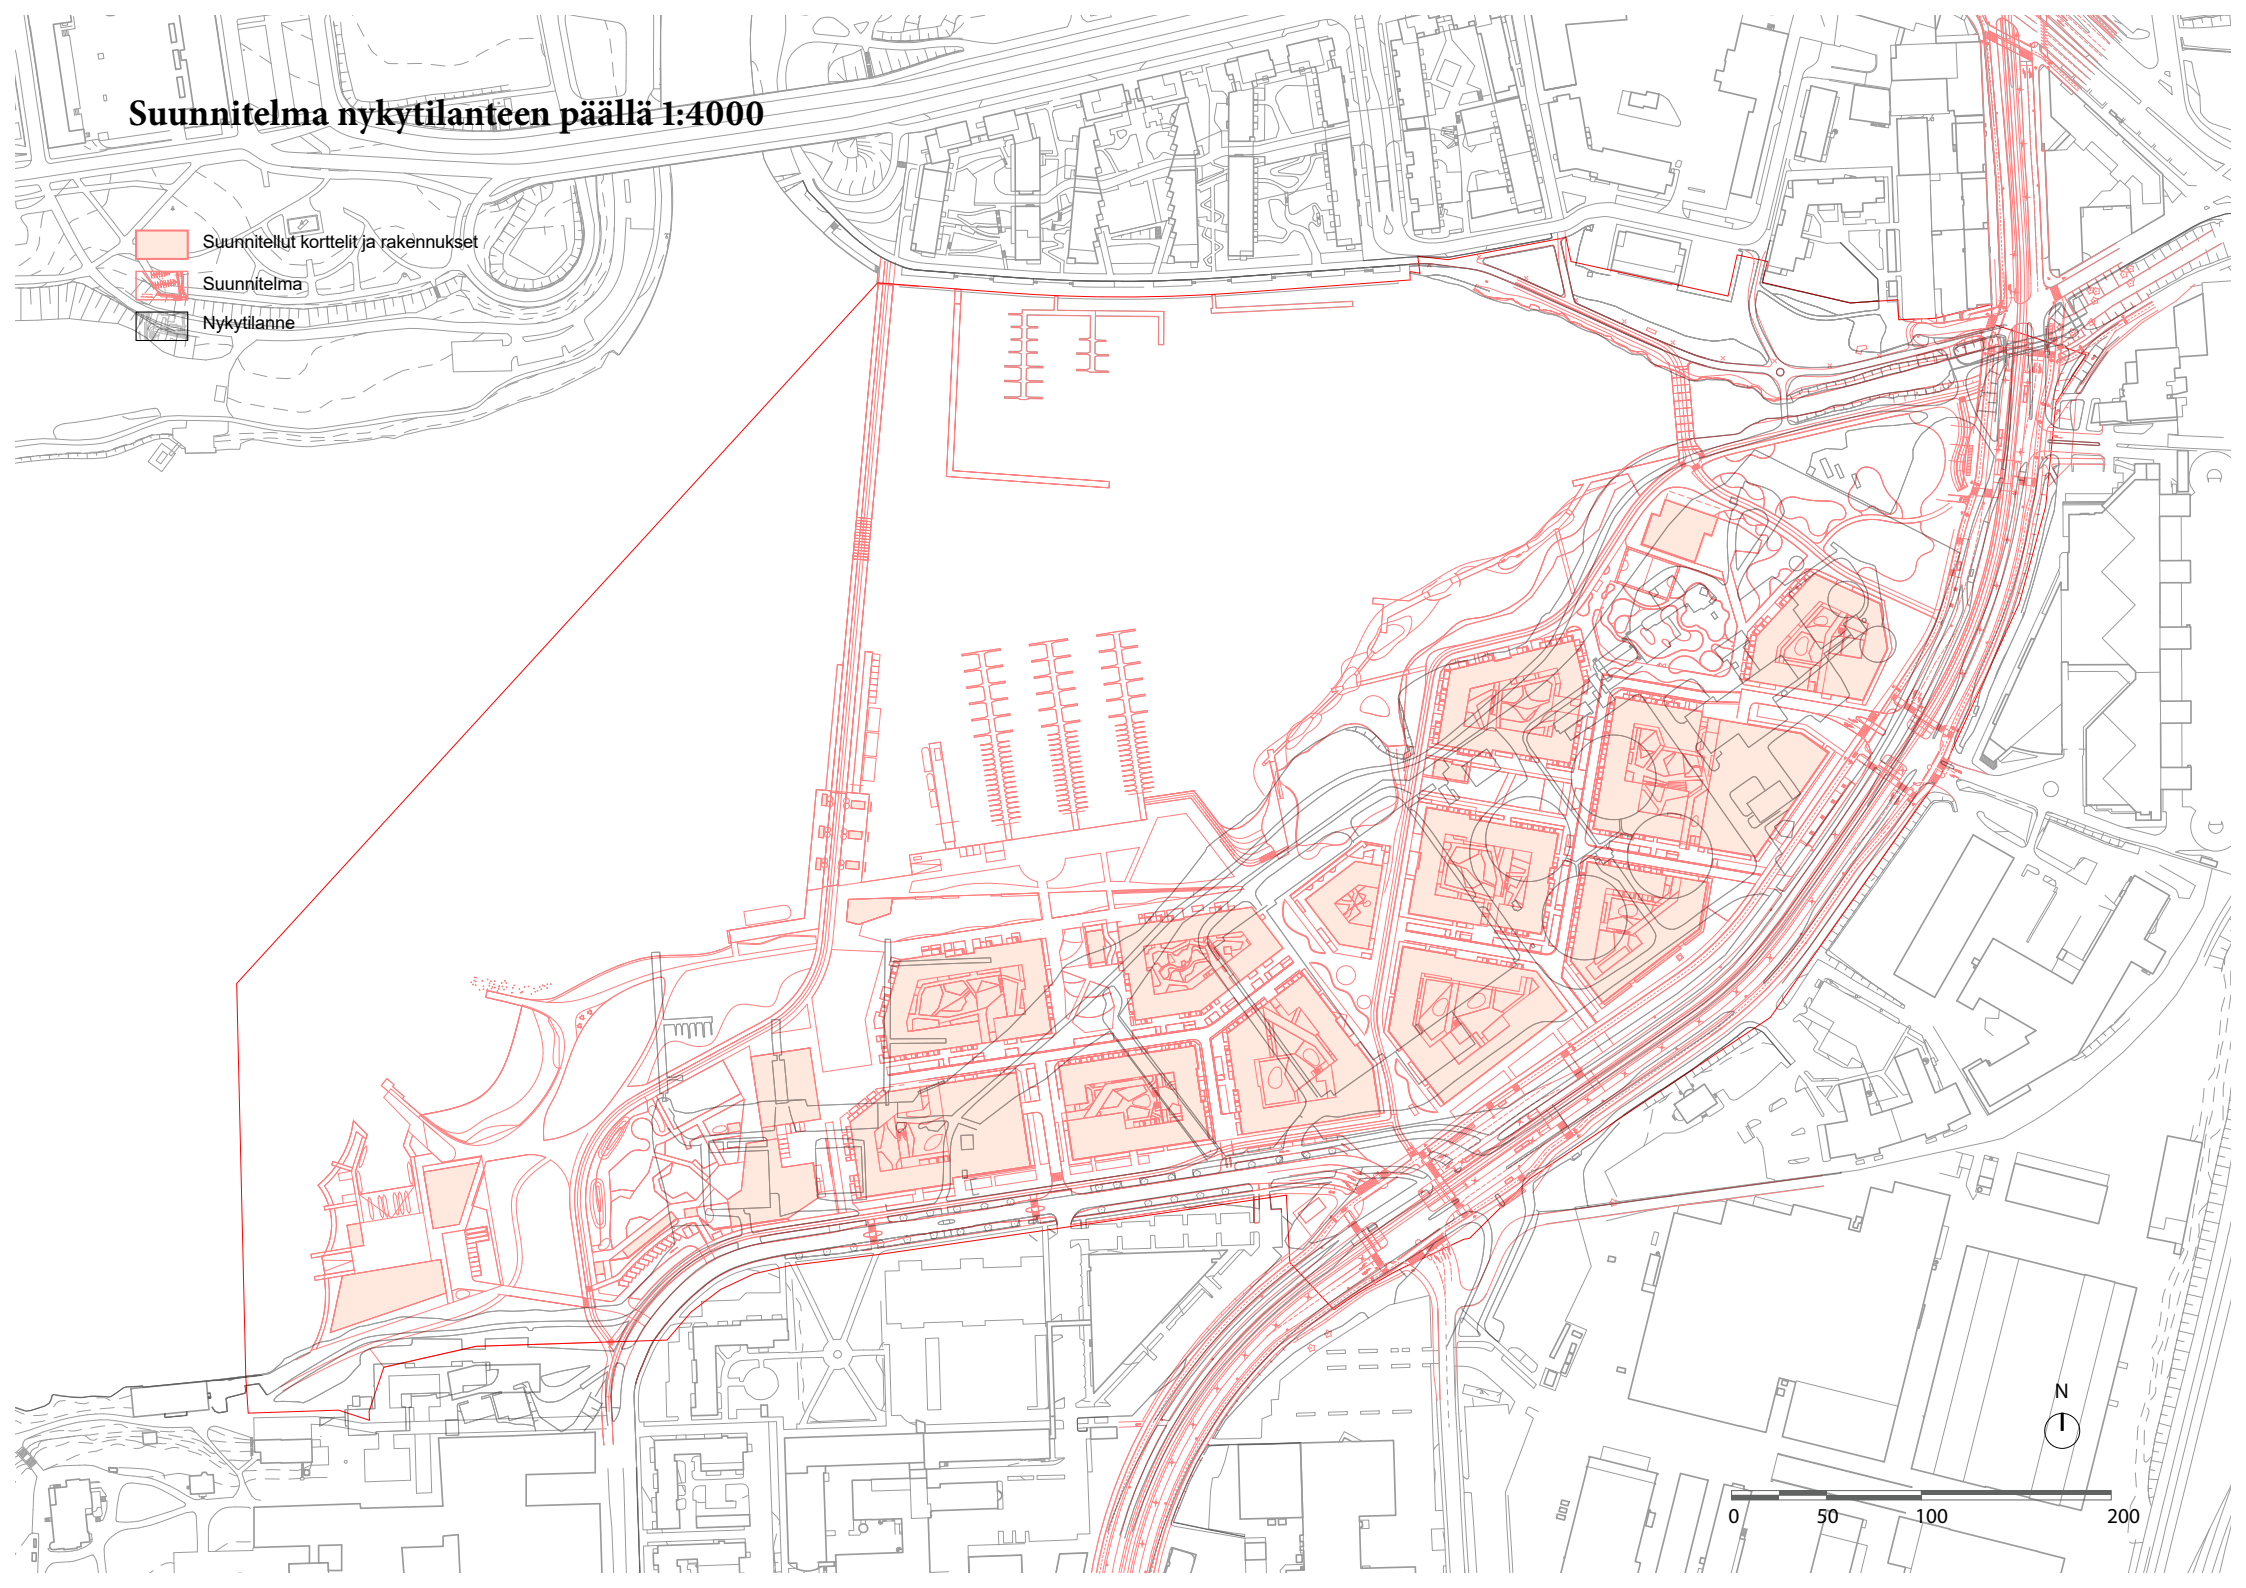 Suunnitelma nykytilanteen päällä 1:4000
Suunnitellut korttelit ja rakennukset
Suunnitelma
Nykytilanne
N
0 50 100 200